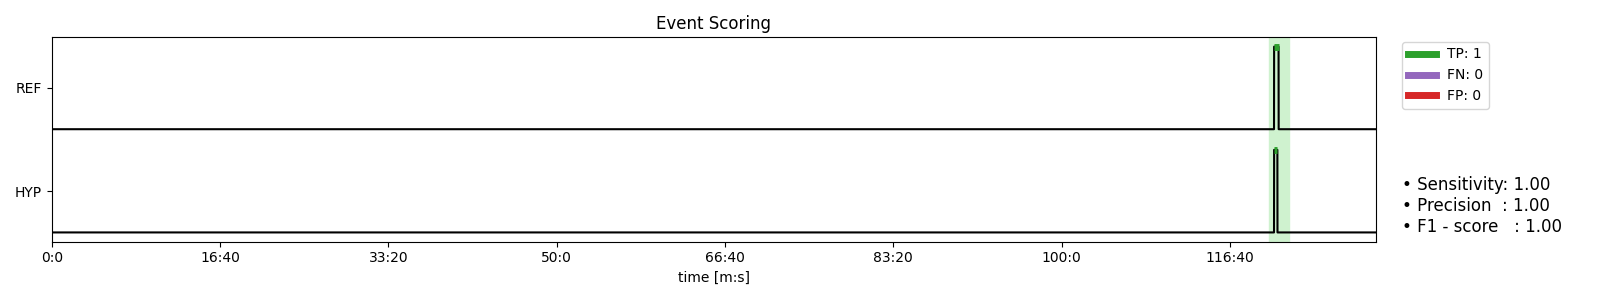 Event Scoring
REF
HYP
TP: 1
FN: 0
FP: 0
• Sensitivity: 1.00
• Precision  : 1.00
• F1 - score   : 1.00
0:0 16:40 33:20 50:0 66:40 83:20 100:0 116:40
time [m:s]